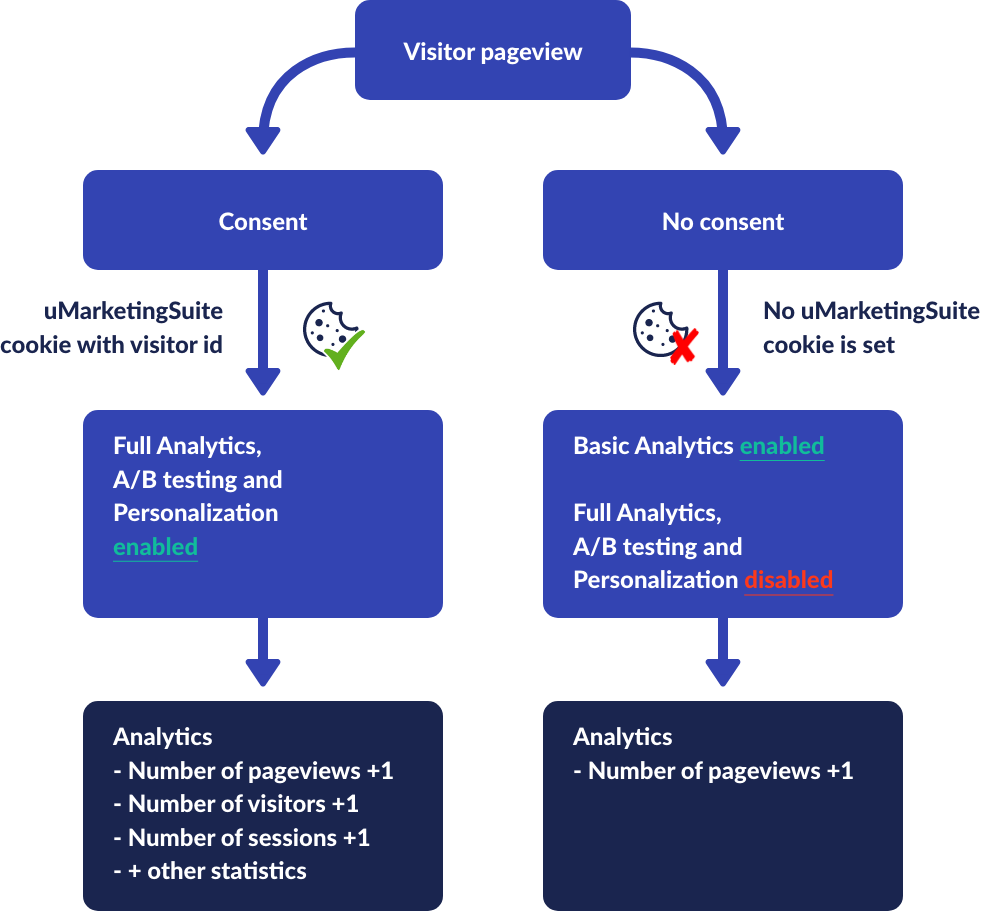 Visitor pageview
Consent
No consent
uMarketingSuite
cookie with visitor id
No uMarketingSuite
cookie is set
Full Analytics,
A/B testing and
Personalization
enabled
Basic Analytics enabled
Full Analytics,
A/B testing and
Personalization disabled
Analytics
- Number of pageviews +1
- Number of visitors +1
- Number of sessions +1
- + other statistics
Analytics
- Number of pageviews +1